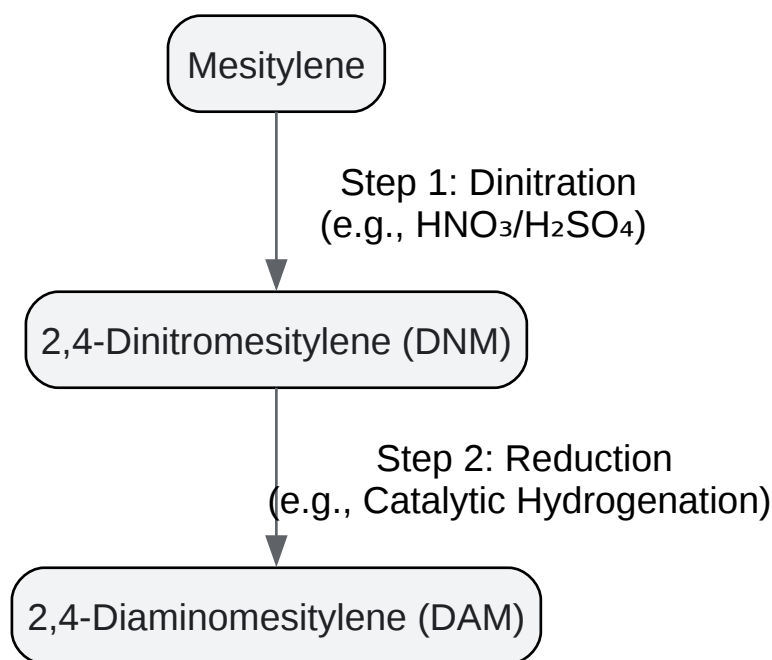 Mesitylene
Step 1: Dinitration
(e.g., HNO₃/H₂SO₄)
2,4-Dinitromesitylene (DNM)
Step 2: Reduction
(e.g., Catalytic Hydrogenation)
2,4-Diaminomesitylene (DAM)